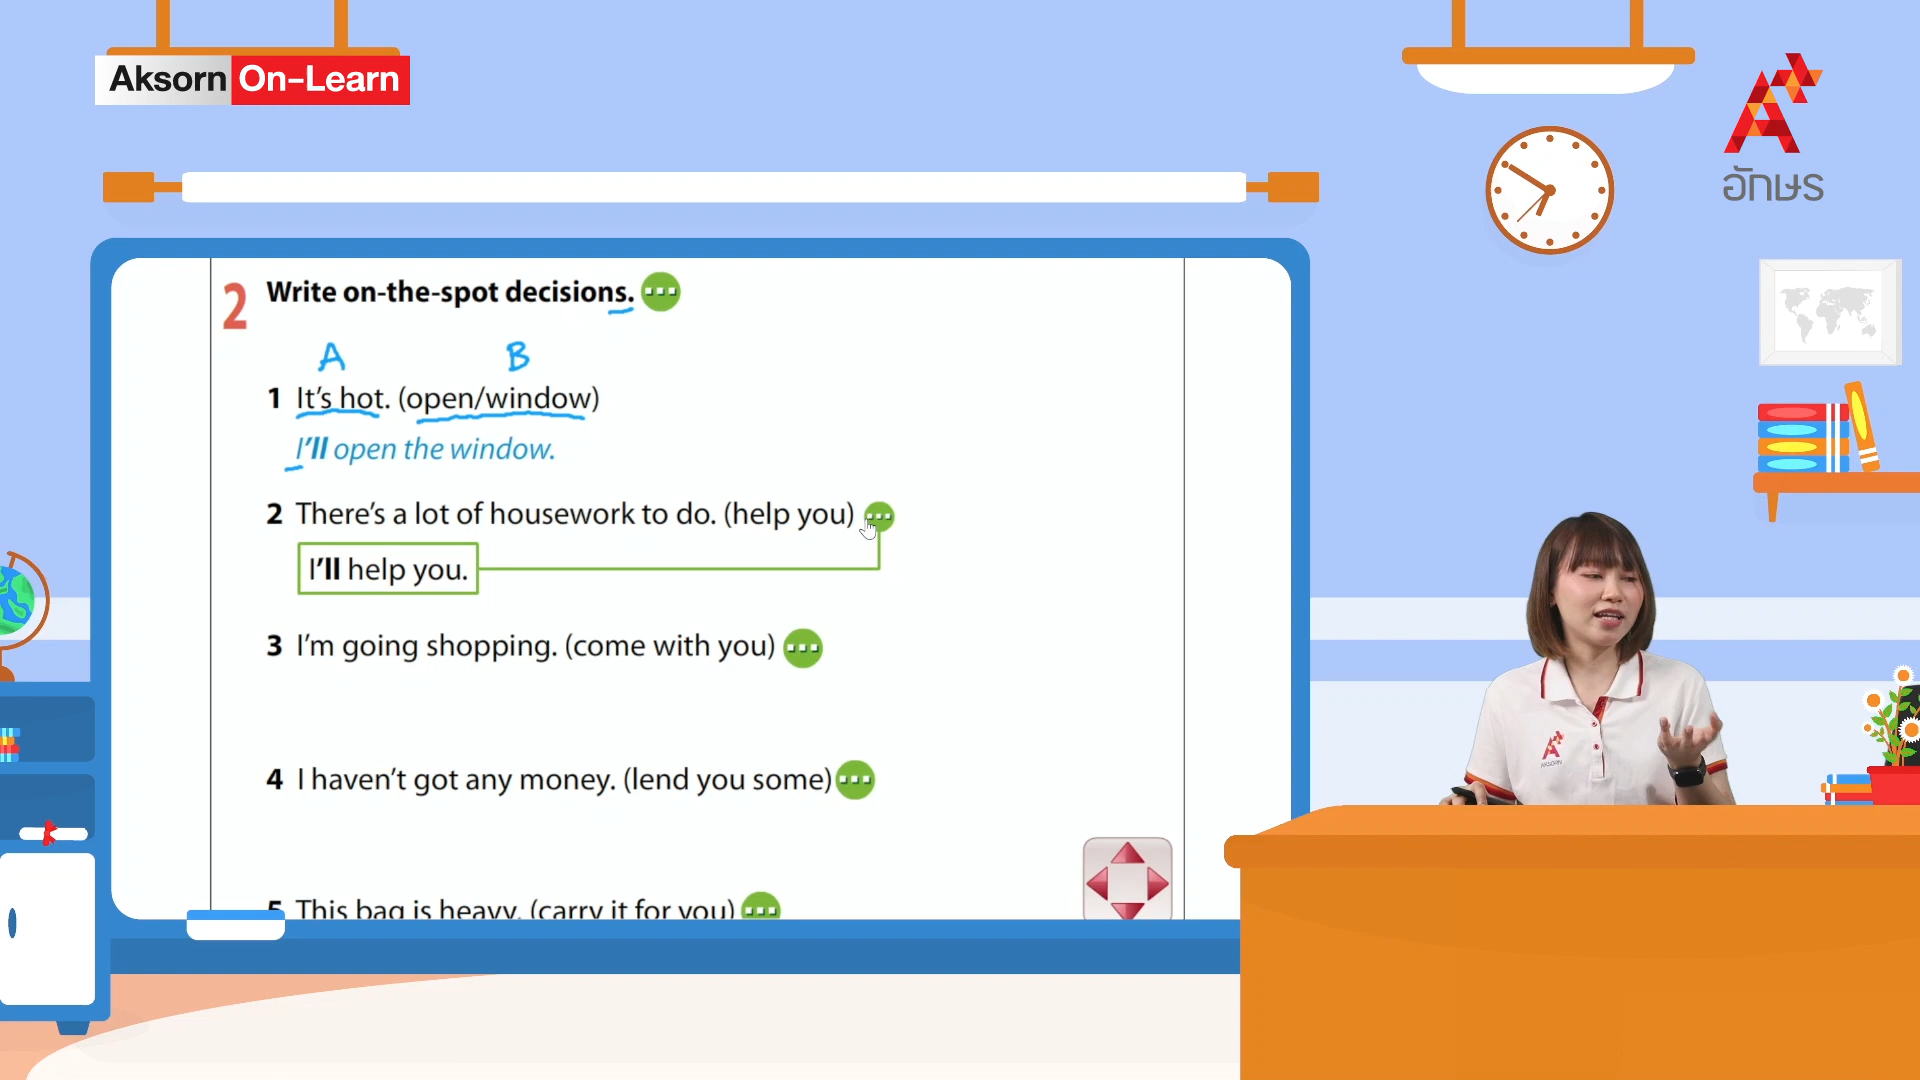 Aksorn On-Learn
อักษร
2 Write on-the-spot decisions.
A B
1 It's hot. (open/window)
I'll open the window.
2 There's a lot of housework to do. (help you)
I'll help you.
3 I'm going shopping. (come with you)
4 I haven't got any money. (lend you some)
5 This bag is heavy. (carry it for you)
AKSORN